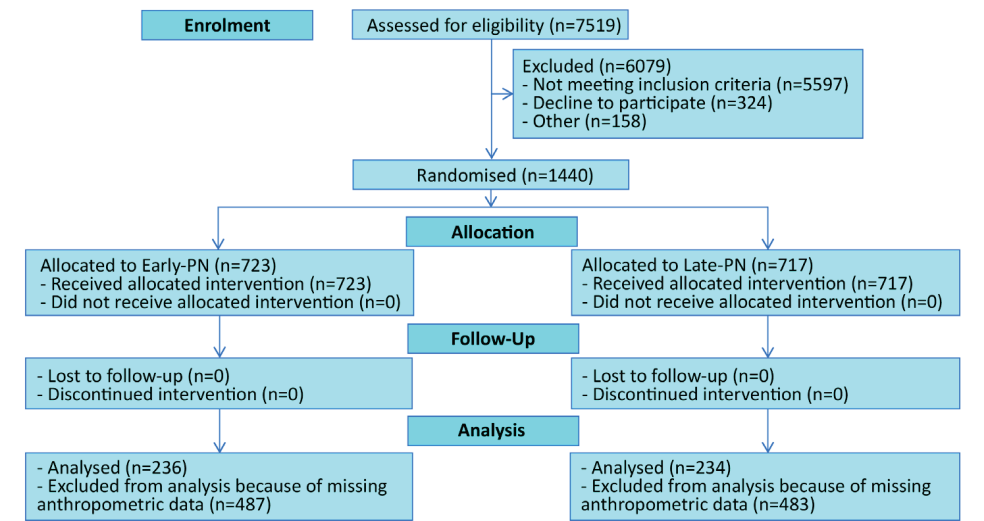 Enrolment
Assessed for eligibility (n=7519)
Excluded (n=6079)
- Not meeting inclusion criteria (n=5597)
- Decline to participate (n=324)
- Other (n=158)
Randomised (n=1440)
Allocation
Allocated to Early-PN (n=723)
- Received allocated intervention (n=723)
- Did not receive allocated intervention (n=0)
Allocated to Late-PN (n=717)
- Received allocated intervention (n=717)
- Did not receive allocated intervention (n=0)
Follow-Up
- Lost to follow-up (n=0)
- Discontinued intervention (n=0)
- Lost to follow-up (n=0)
- Discontinued intervention (n=0)
Analysis
- Analysed (n=236)
- Excluded from analysis because of missing
anthropometric data (n=487)
- Analysed (n=234)
- Excluded from analysis because of missing
anthropometric data (n=483)